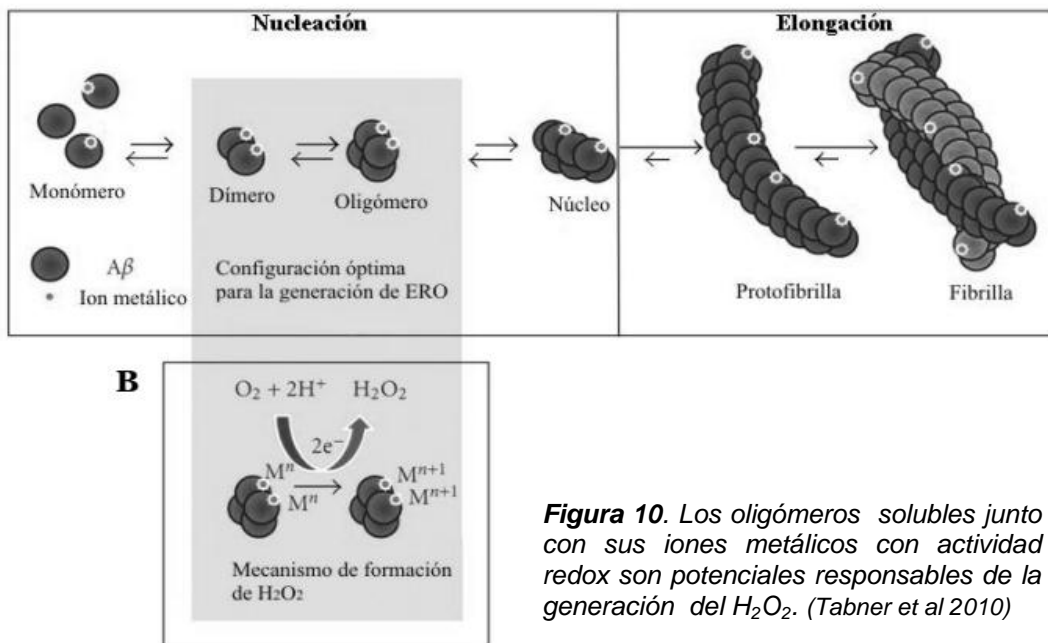 Nucleación
Elongación
Monómero
Dímero
Oligómero
Núcleo
Protofibrilla
Fibrilla
Aβ
Ion metálico
Configuración óptima
para la generación de ERO
B
O₂ + 2H⁺ H₂O₂
2e⁻
Mⁿ
Mⁿ
Mⁿ⁺¹
Mⁿ⁺¹
Mecanismo de formación
de H2O2
Figura 10. Los oligómeros solubles junto
con sus iones metálicos con actividad
redox son potenciales responsables de la
generación del H₂O₂. (Tabner et al 2010)